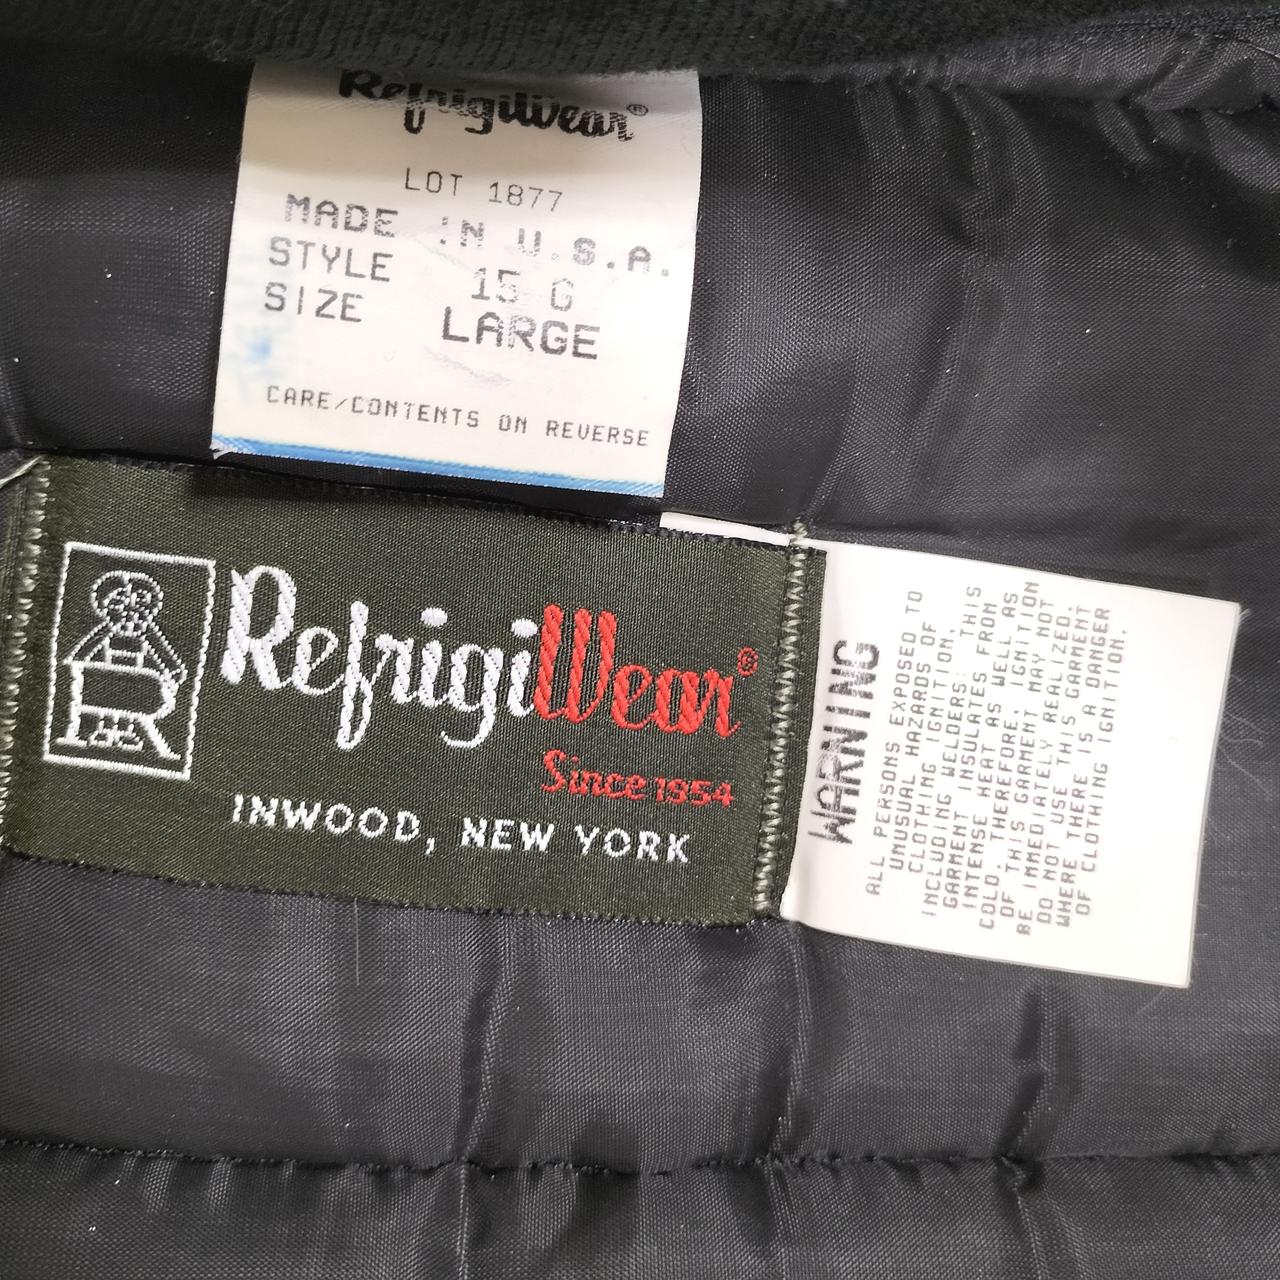 RefrigiWear®
LOT 1877
MADE IN U.S.A.
STYLE 15 G
SIZE LARGE
CARE/CONTENTS ON REVERSE
RefrigiWear®
Since 1954
INWOOD, NEW YORK
WARNING
ALL PERSONS EXPOSED TO
UNUSUAL HAZARDS OF
CLOTHING IGNITION,
INCLUDING WELDERS: THIS
GARMENT INSULATES FROM
INTENSE HEAT AS WELL AS
COLD. THEREFORE, IGNITION
OF THIS GARMENT MAY NOT
BE IMMEDIATELY REALIZED.
DO NOT USE THIS GARMENT
WHERE THERE IS A DANGER
OF CLOTHING IGNITION.